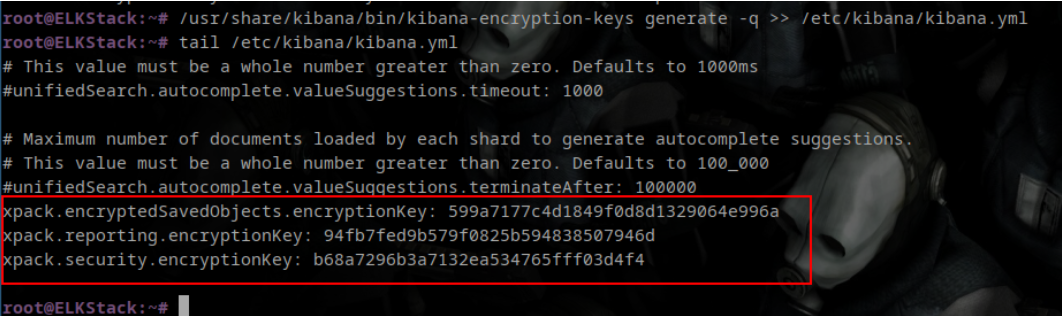 root@ELKStack:~# /usr/share/kibana/bin/kibana-encryption-keys generate -q >> /etc/kibana/kibana.yml
root@ELKStack:~# tail /etc/kibana/kibana.yml
# This value must be a whole number greater than zero. Defaults to 1000ms
#unifiedSearch.autocomplete.valueSuggestions.timeout: 1000
# Maximum number of documents loaded by each shard to generate autocomplete suggestions.
# This value must be a whole number greater than zero. Defaults to 100_000
#unifiedSearch.autocomplete.valueSuggestions.terminateAfter: 100000
xpack.encryptedSavedObjects.encryptionKey: 599a7177c4d1849f0d8d1329064e996a
xpack.reporting.encryptionKey: 94fb7fed9b579f0825b594838507946d
xpack.security.encryptionKey: b68a7296b3a7132ea534765fff03d4f4
root@ELKStack:~#